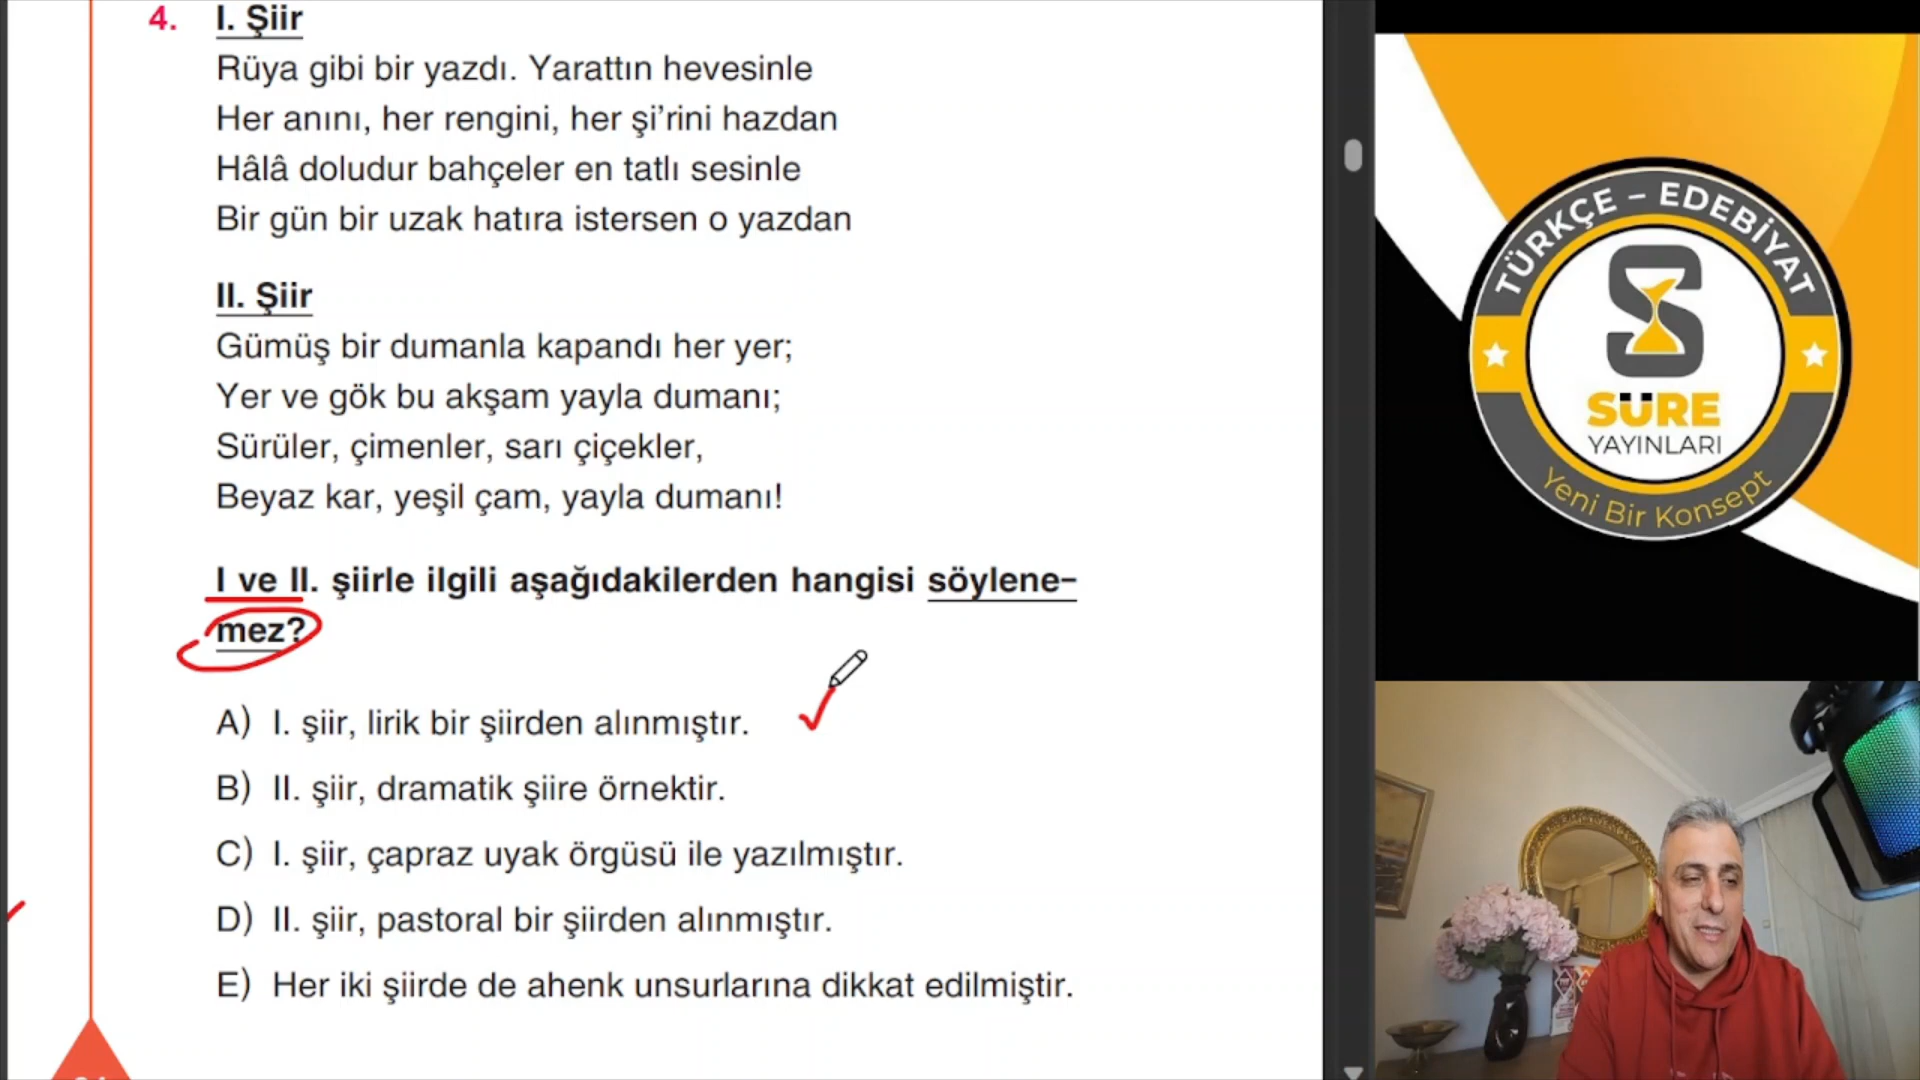 4. I. Şiir
Rüya gibi bir yazdı. Yarattın hevesinle
Her anını, her rengini, her şi’rini hazdan
Hâlâ doludur bahçeler en tatlı sesinle
Bir gün bir uzak hatıra istersen o yazdan
II. Şiir
Gümüş bir dumanla kapandı her yer;
Yer ve gök bu akşam yayla dumanı;
Sürüler, çimenler, sarı çiçekler,
Beyaz kar, yeşil çam, yayla dumanı!
I ve II. şiirle ilgili aşağıdakilerden hangisi söylene–
mez?
A) I. şiir, lirik bir şiirden alınmıştır.
B) II. şiir, dramatik şiire örnektir.
C) I. şiir, çapraz uyak örgüsü ile yazılmıştır.
D) II. şiir, pastoral bir şiirden alınmıştır.
E) Her iki şiirde de ahenk unsurlarına dikkat edilmiştir.
TÜRKÇE – EDEBİYAT
SÜRE
YAYINLARI
Yeni Bir Konsept